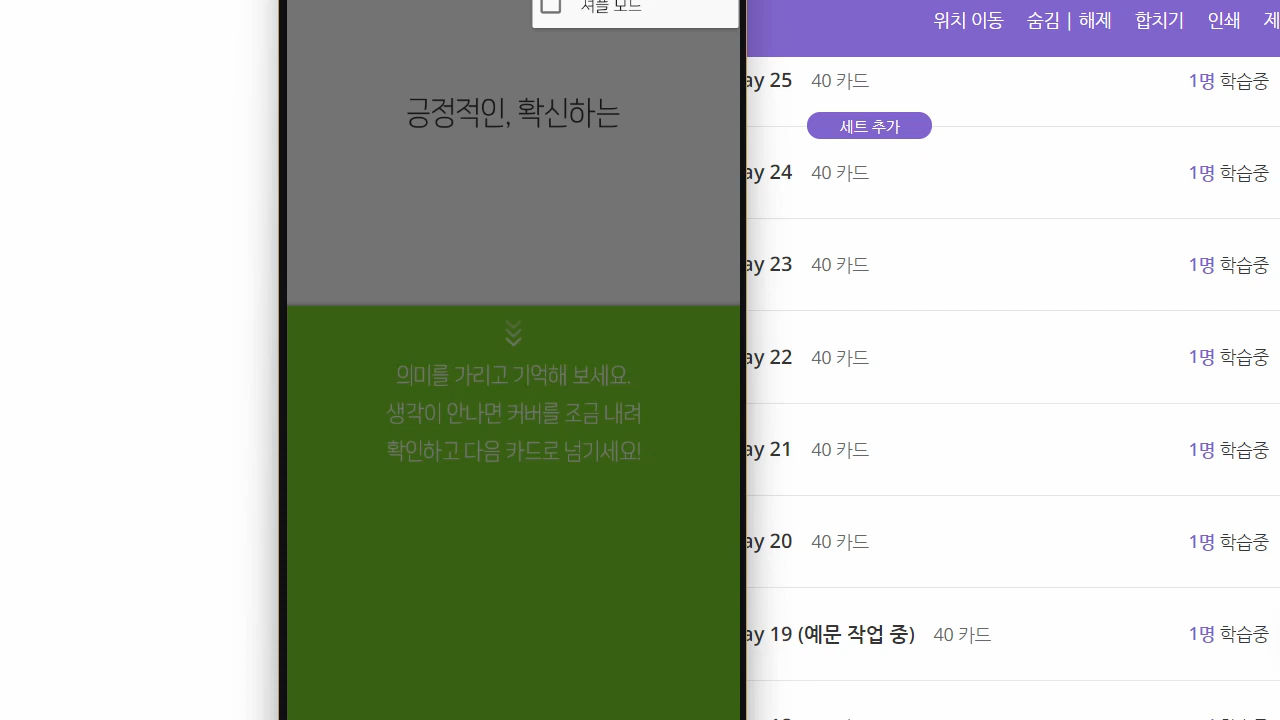 셔플 모드
긍정적인, 확신하는
의미를 가리고 기억해 보세요.
생각이 안나면 커버를 조금 내려
확인하고 다음 카드로 넘기세요!
위치 이동 숨김 | 해제 합치기 인쇄 제
ay 25 40 카드 1명 학습중
세트 추가
ay 24 40 카드 1명 학습중
ay 23 40 카드 1명 학습중
ay 22 40 카드 1명 학습중
ay 21 40 카드 1명 학습중
ay 20 40 카드 1명 학습중
ay 19 (예문 작업 중) 40 카드 1명 학습중